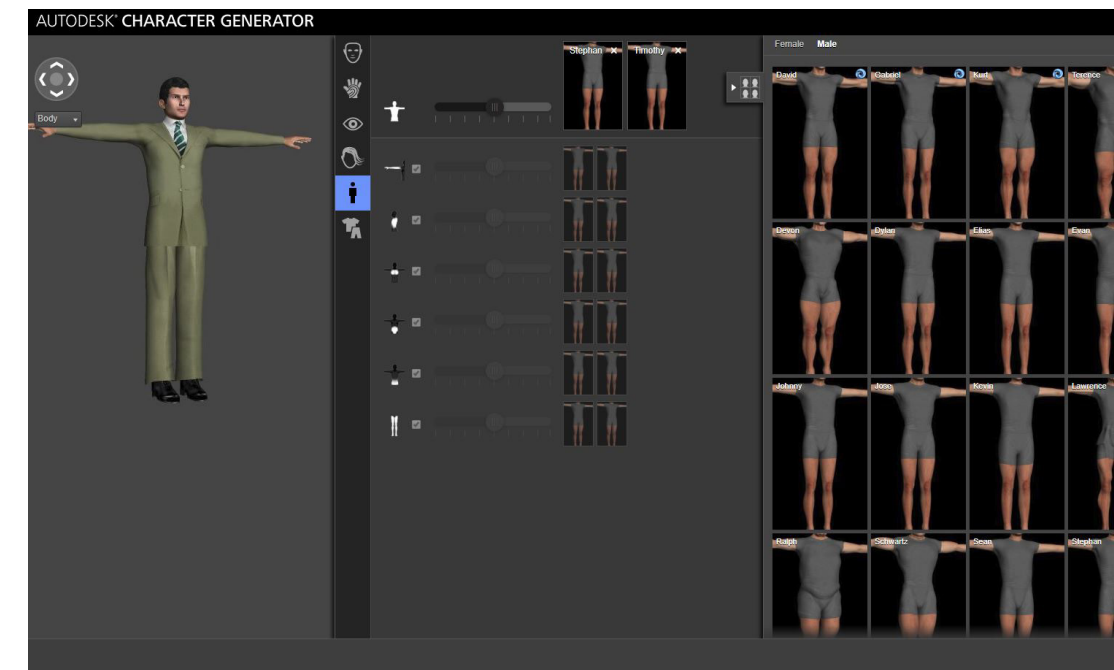 AUTODESK® CHARACTER GENERATOR
Body
Stephan
Timothy
Female Male
David Gabriel Kurt Terence
Devon Dylan Elias Evan
Johnny Jose Kevin Lawrence
Ralph Schwartz Sean Stephan